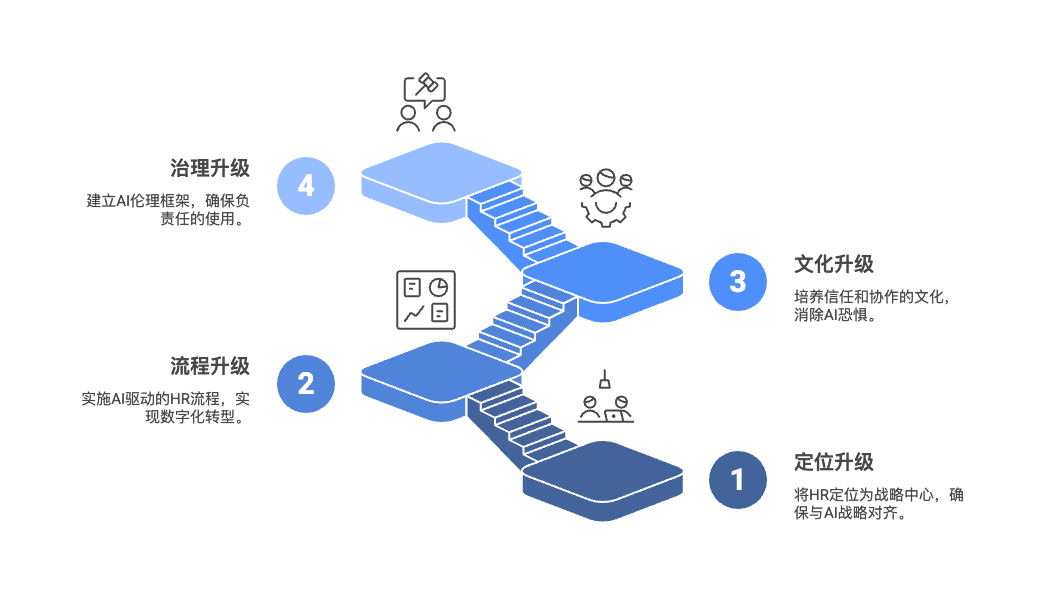 治理升级
4
建立AI伦理框架，确保负
责任的使用。
文化升级
3
培养信任和协作的文化，
消除AI恐惧。
流程升级
2
实施AI驱动的HR流程，实
现数字化转型。
定位升级
1
将HR定位为战略中心，确
保与AI战略对齐。